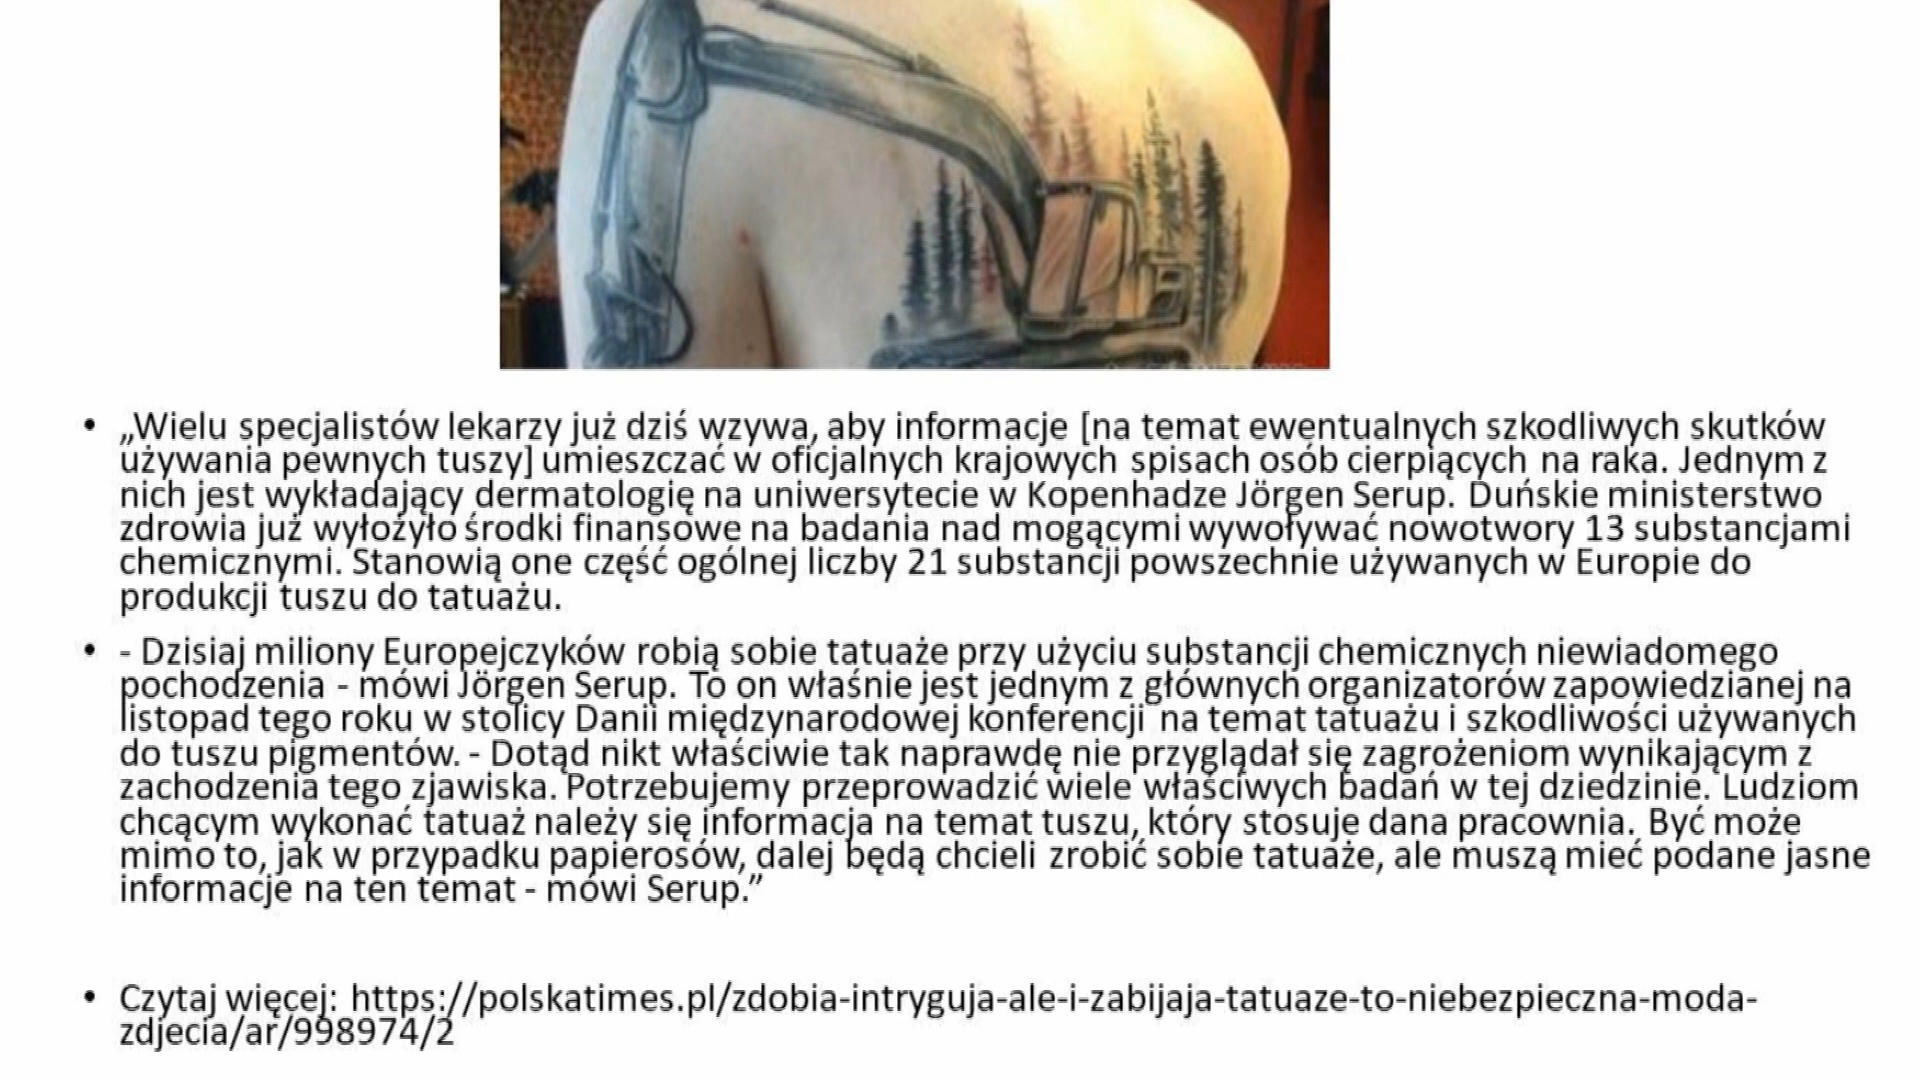 • „Wielu specjalistów lekarzy już dziś wzywa, aby informacje [na temat ewentualnych szkodliwych skutków
używania pewnych tuszy] umieszczać w oficjalnych krajowych spisach osób cierpiących na raka. Jednym z
nich jest wykładający dermatologię na uniwersytecie w Kopenhadze Jörgen Serup. Duńskie ministerstwo
zdrowia już wyłożyło środki finansowe na badania nad mogącymi wywoływać nowotwory 13 substancjami
chemicznymi. Stanowią one część ogólnej liczby 21 substancji powszechnie używanych w Europie do
produkcji tuszu do tatuażu.
• - Dzisiaj miliony Europejczyków robią sobie tatuaże przy użyciu substancji chemicznych niewiadomego
pochodzenia - mówi Jörgen Serup. To on właśnie jest jednym z głównych organizatorów zapowiedzianej na
listopad tego roku w stolicy Danii międzynarodowej konferencji na temat tatuażu i szkodliwości używanych
do tuszu pigmentów. - Dotąd nikt właściwie tak naprawdę nie przyglądał się zagrożeniom wynikającym z
zachodzenia tego zjawiska. Potrzebujemy przeprowadzić wiele właściwych badań w tej dziedzinie. Ludziom
chcącym wykonać tatuaż należy się informacja na temat tuszu, który stosuje dana pracownia. Być może
mimo to, jak w przypadku papierosów, dalej będą chcieli zrobić sobie tatuaże, ale muszą mieć podane jasne
informacje na ten temat - mówi Serup.”
• Czytaj więcej: https://polskatimes.pl/zdobia-intryguja-ale-i-zabijaja-tatuaze-to-niebezpieczna-moda-
zdjecia/ar/998974/2